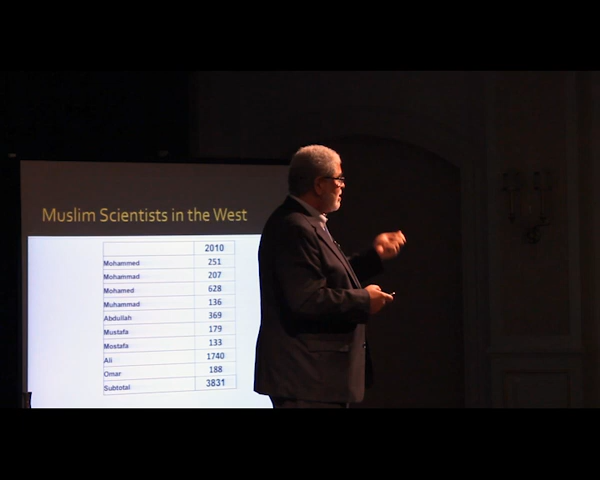 Muslim Scientists in the West
2010
Mohammed 251
Mohammad 207
Mohamed 628
Muhammad 136
Abdullah 369
Mustafa 179
Mostafa 133
Ali 1740
Omar 188
Subtotal 3831